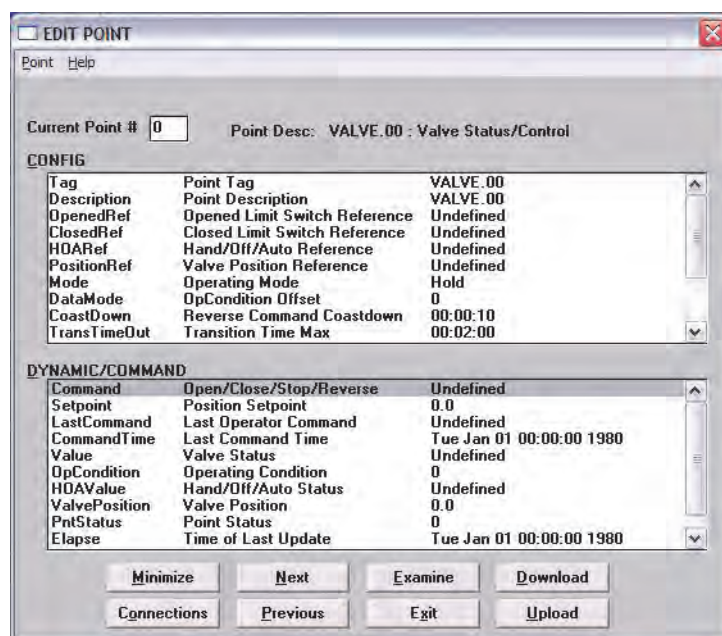 EDIT POINT
Point Help
Current Point # 0 Point Desc: VALVE.00 : Valve Status/Control
CONFIG
Tag Point Tag VALVE.00
Description Point Description VALVE.00
OpenedRef Opened Limit Switch Reference Undefined
ClosedRef Closed Limit Switch Reference Undefined
HOARef Hand/Off/Auto Reference Undefined
PositionRef Valve Position Reference Undefined
Mode Operating Mode Hold
DataMode OpCondition Offset 0
CoastDown Reverse Command Coastdown 00:00:10
TransTimeOut Transition Time Max 00:02:00
DYNAMIC/COMMAND
Command Open/Close/Stop/Reverse Undefined
Setpoint Position Setpoint 0.0
LastCommand Last Operator Command Undefined
CommandTime Last Command Time Tue Jan 01 00:00:00 1980
Value Valve Status Undefined
OpCondition Operating Condition 0
HOAValue Hand/Off/Auto Status Undefined
ValvePosition Valve Position 0.0
PntStatus Point Status 0
Elapse Time of Last Update Tue Jan 01 00:00:00 1980
Minimize Next Examine Download
Connections Previous Exit Upload